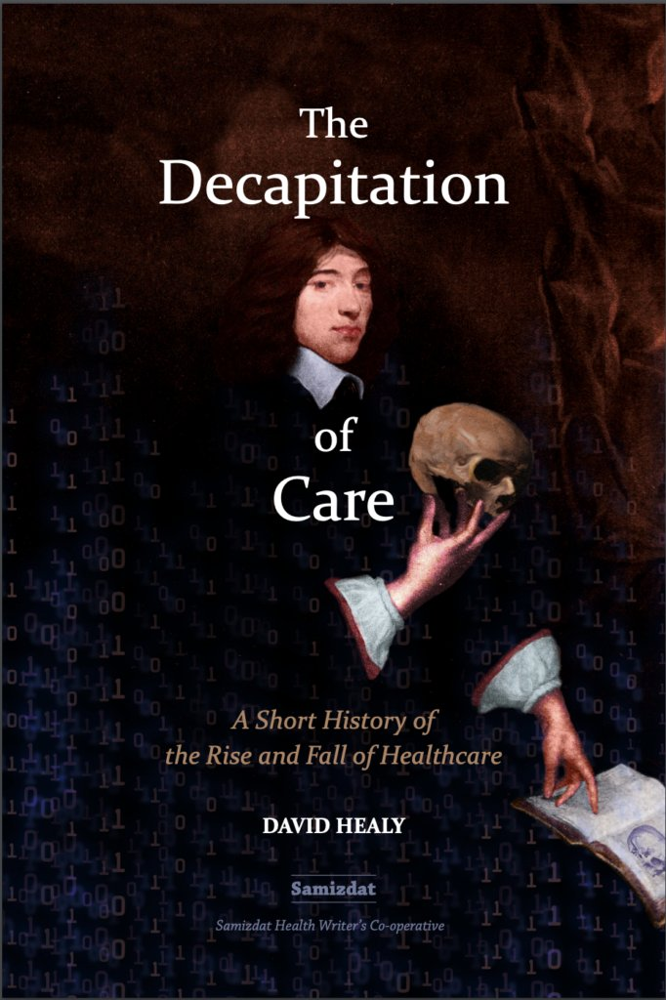 The
Decapitation
of
Care
A Short History of
the Rise and Fall of Healthcare
DAVID HEALY
Samizdat
Samizdat Health Writer's Co-operative